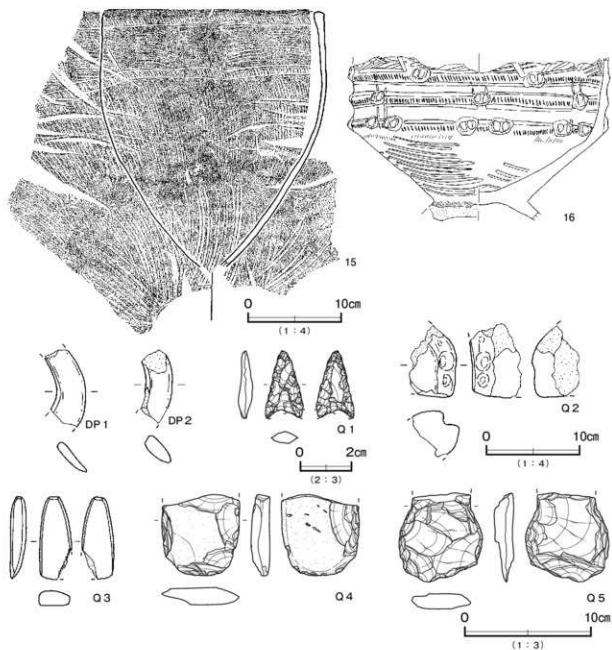 15
0 10cm
(1:4)
16
DP1
DP2
Q1
0 2cm
(2:3)
Q2
0 10cm
(1:4)
Q3
Q4
Q5
0 10cm
(1:3)